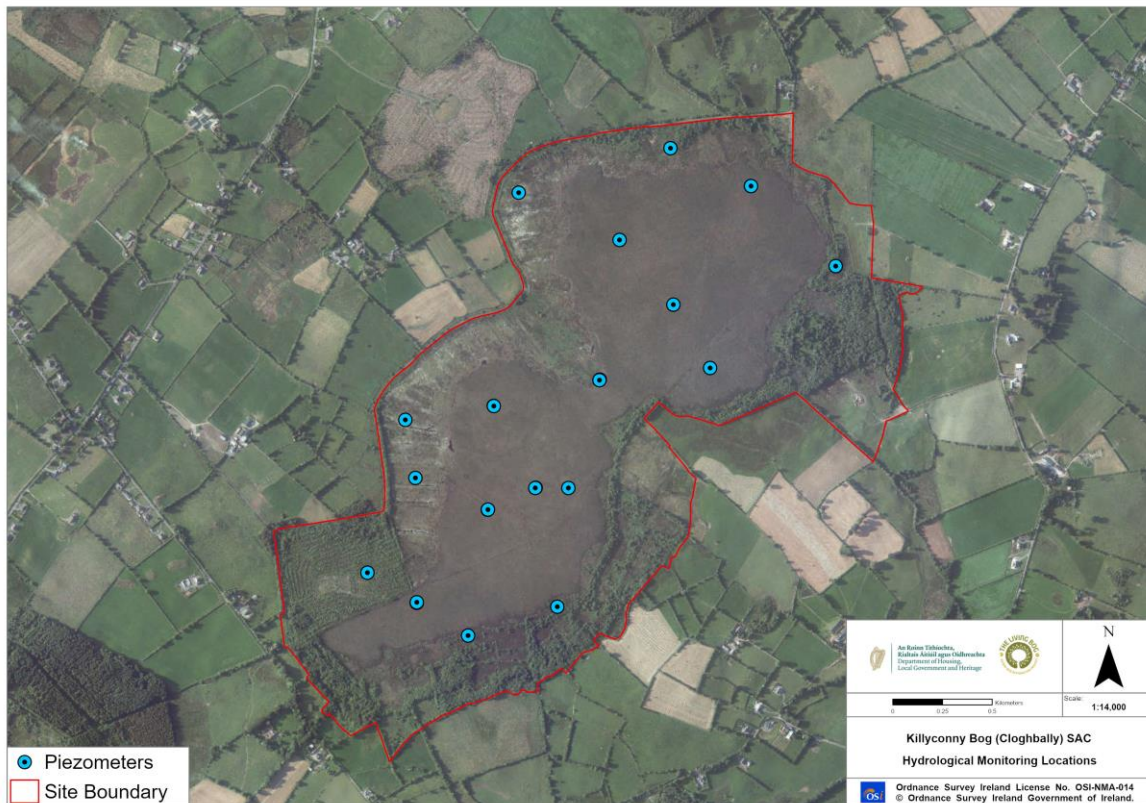 Piezometers
Site Boundary
An Roinn Tithíochta,
Rialtais Áitiúil agus Oidhreachta
Department of Housing,
Local Government and Heritage
THE LIVING BOG
N
0 0.25 0.5 Kilometers
Scale:
1:14,000
Killyconny Bog (Cloghbally) SAC
Hydrological Monitoring Locations
OSi
Ordnance Survey Ireland License No. OSI-NMA-014
© Ordnance Survey Ireland Government of Ireland.